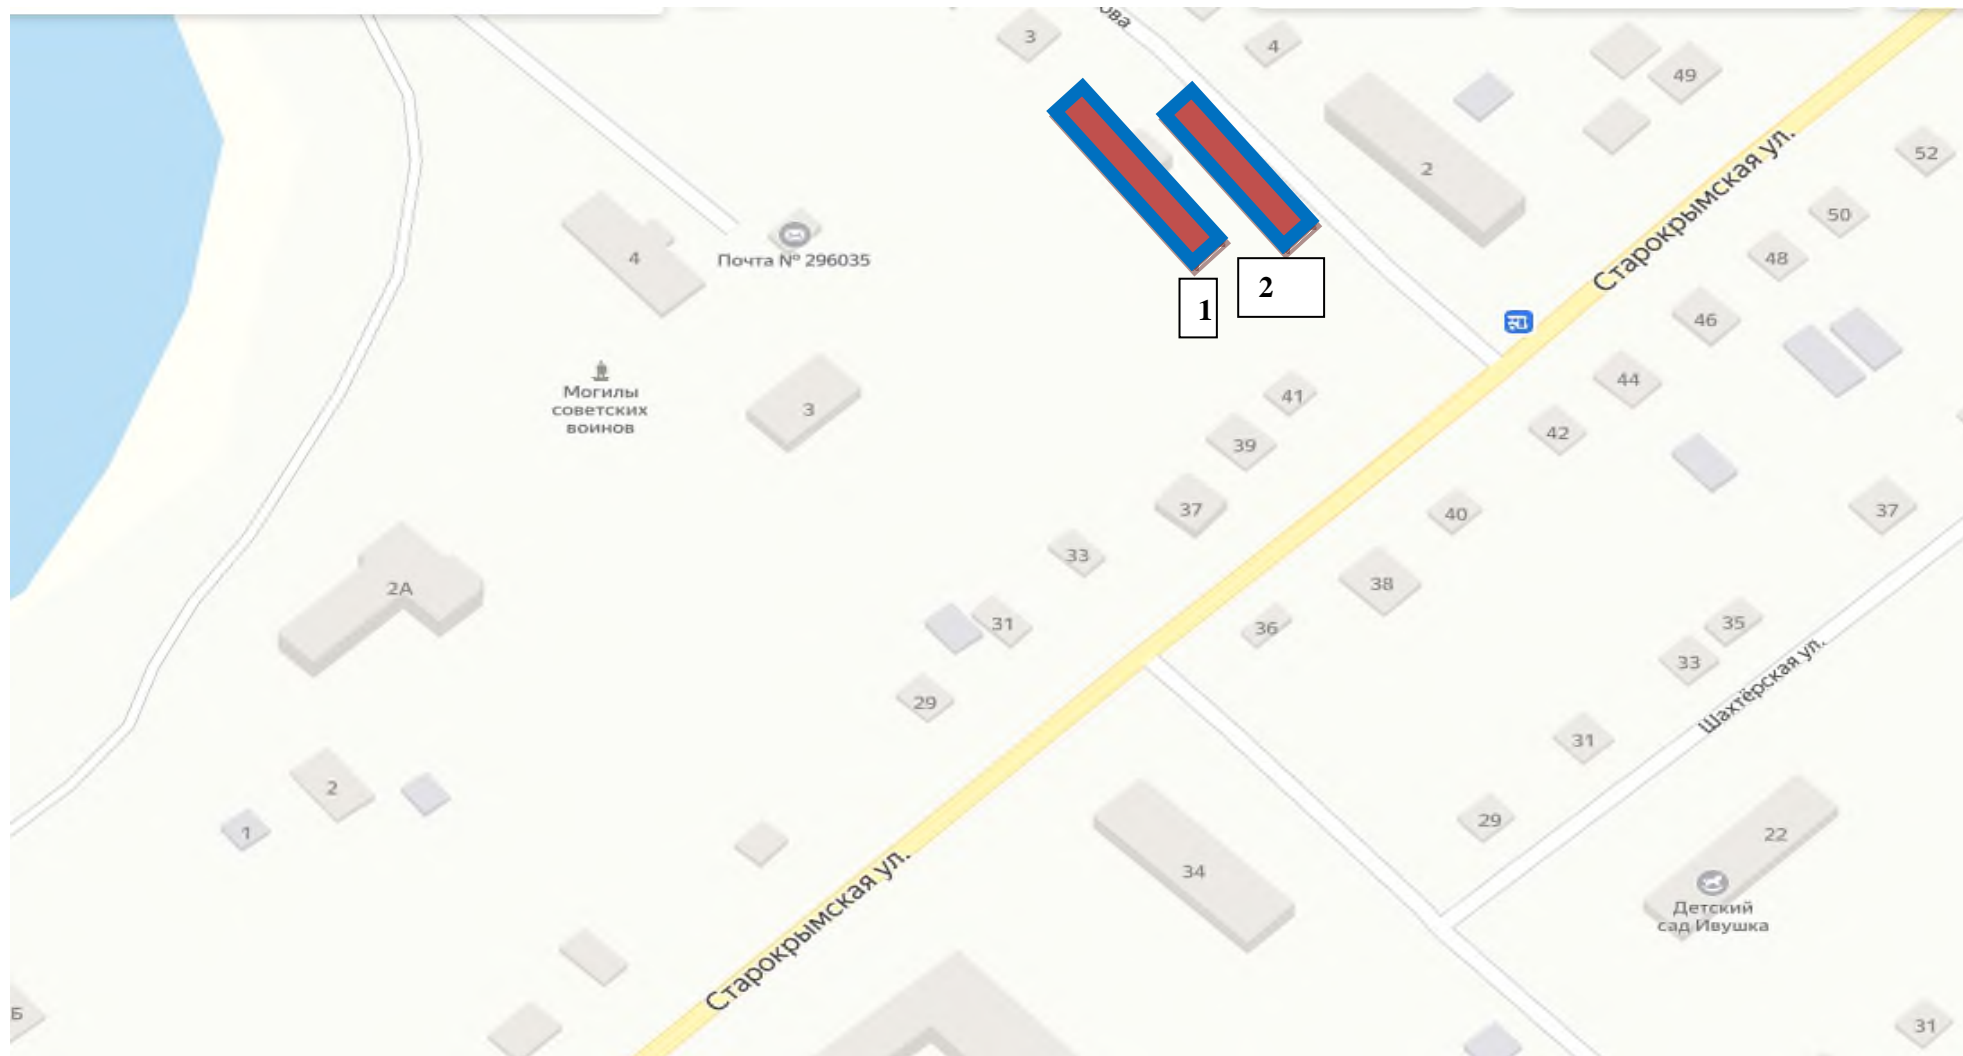 ова
3
4
49
2
52
Старокрымская ул.
50
48
4
Почта № 296035
2
1
46
44
Могилы
советских
воинов
3
41
42
39
37
40
37
33
38
2А
31
36
35
33
29
Шахтёрская ул.
31
2
1
29
22
34
Детский
сад Ивушка
Старокрымская ул.
Б
31